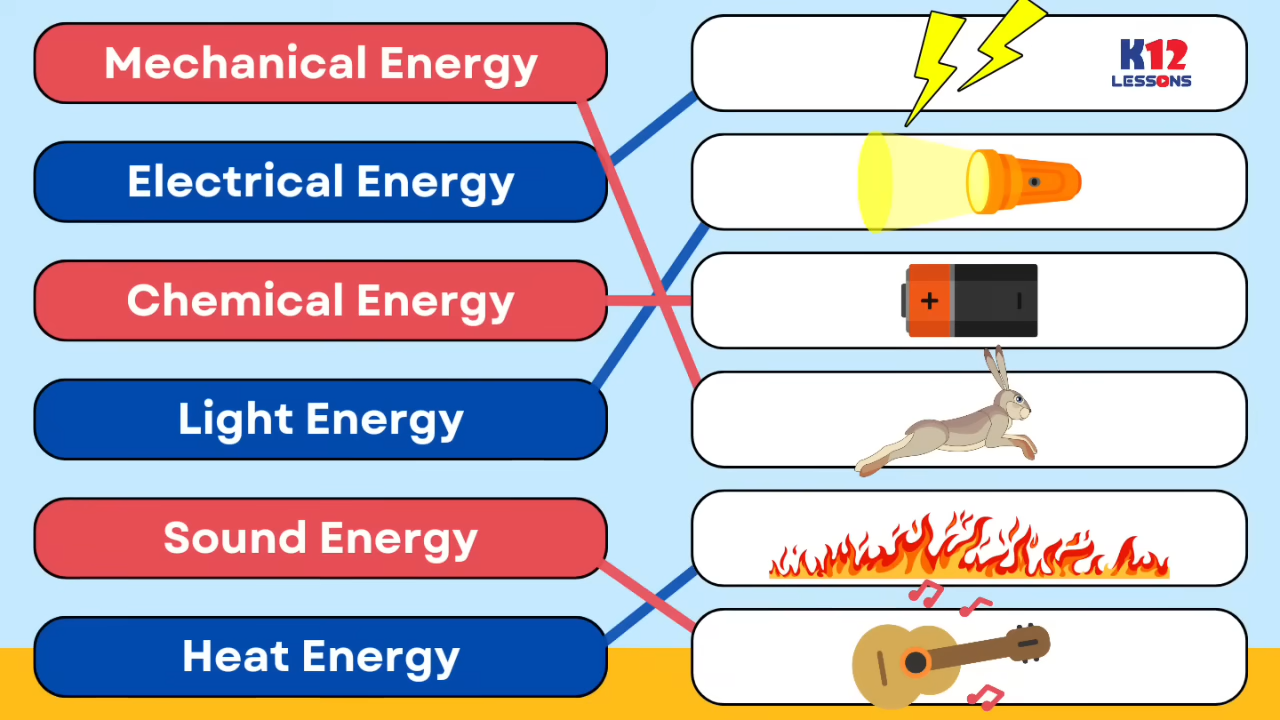 Mechanical Energy
K12
LESSONS
Electrical Energy
Chemical Energy
+ -
Light Energy
Sound Energy
Heat Energy